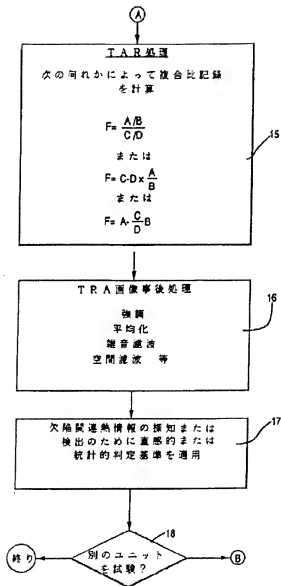 A
TAR処理
次の何れかによって複合比記録
を計算
F= A/B
C/D
または
F= C-D× A
B
または
F= A- C B
D
15
TRA画像事後処理
16
強調
平均化
雑音濾波
空間濾波 等
欠陥関連熱情報の探知または
検出のために直感的または
統計的判定基準を適用
17
18
終り
別のユニット
を試験?
B